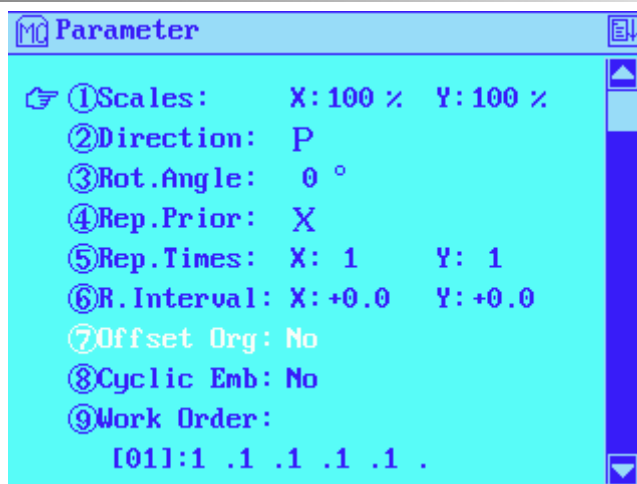 MC Parameter
①Scales: X:100 % Y:100 %
②Direction: P
③Rot.Angle: 0 °
④Rep.Prior: X
⑤Rep.Times: X: 1 Y: 1
⑥R.Interval: X:+0.0 Y:+0.0
⑦Offset Org: No
⑧Cyclic Emb: No
⑨Work Order:
[01]:1 .1 .1 .1 .1 .